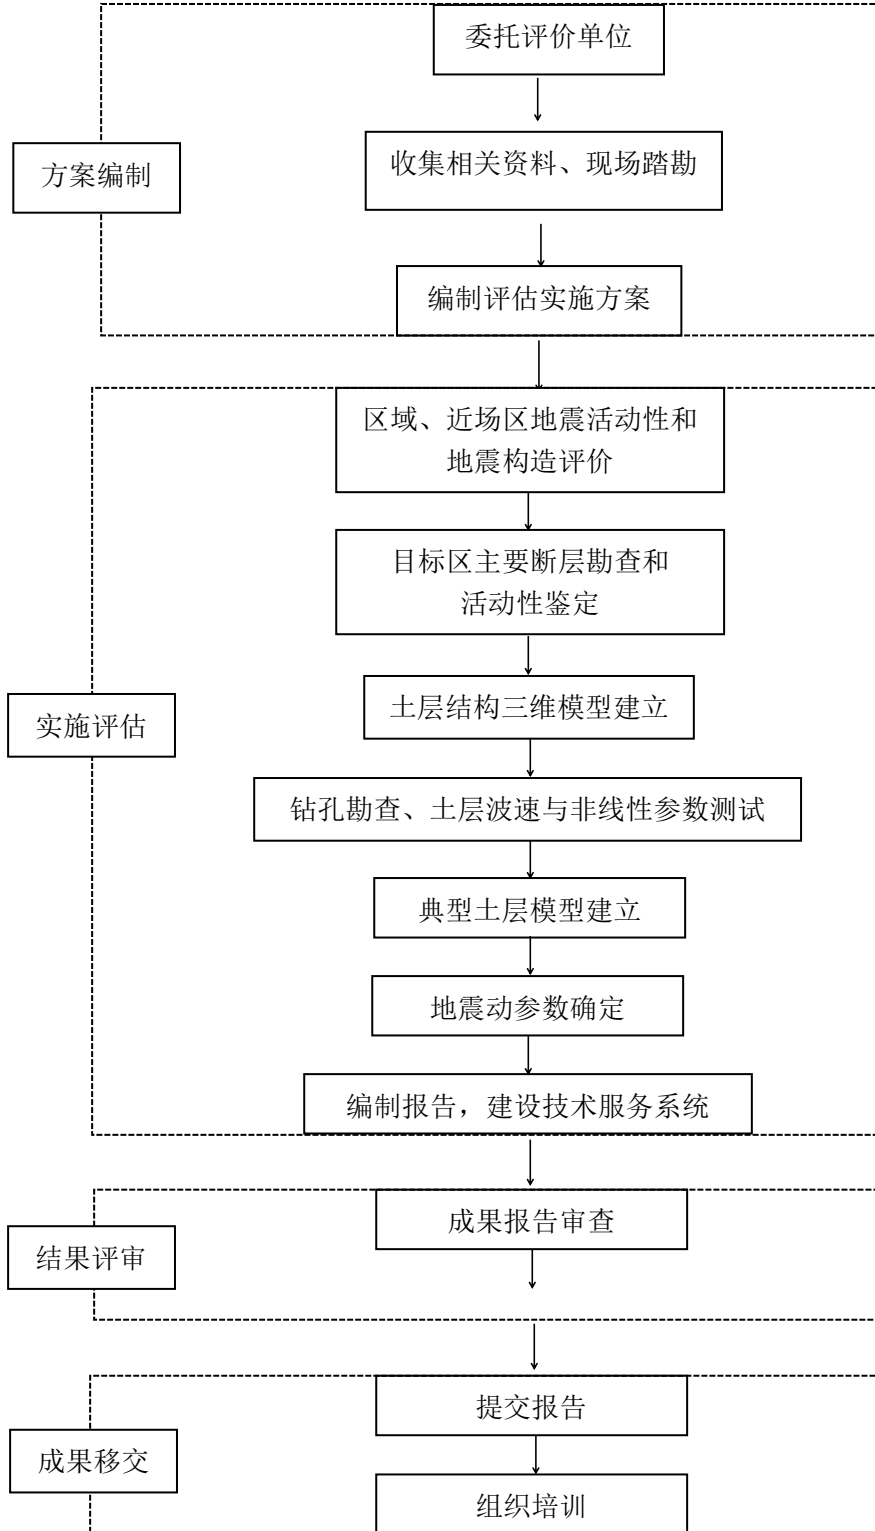 委托评价单位
方案编制
收集相关资料、现场踏勘
编制评估实施方案
区域、近场区地震活动性和
地震构造评价
目标区主要断层勘查和
活动性鉴定
实施评估
土层结构三维模型建立
钻孔勘查、土层波速与非线性参数测试
典型土层模型建立
地震动参数确定
编制报告，建设技术服务系统
结果评审
成果报告审查
成果移交
提交报告
组织培训